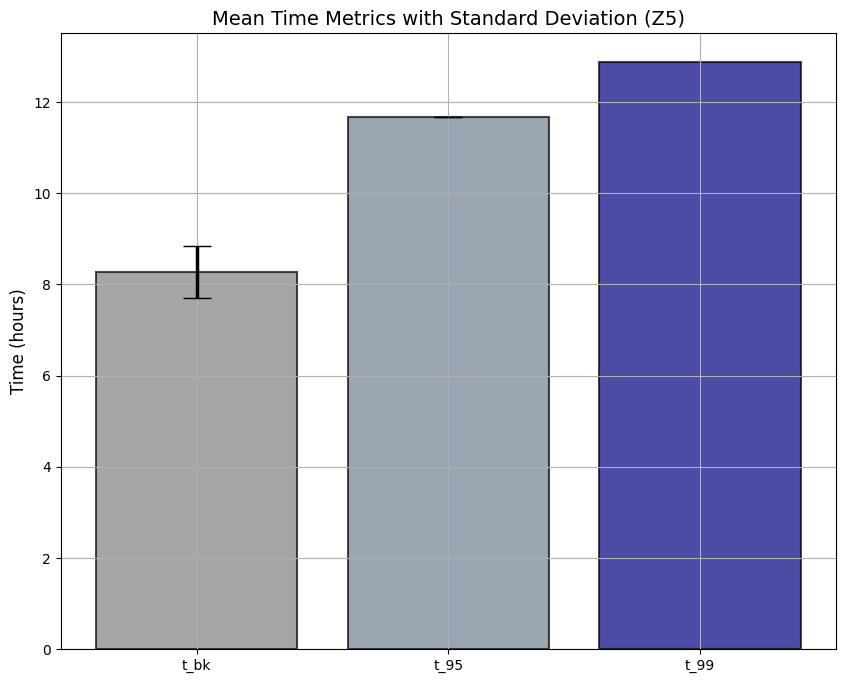 Mean Time Metrics with Standard Deviation (Z5)
Time (hours)
12
10
8
6
4
2
0
t_bk
t_95
t_99